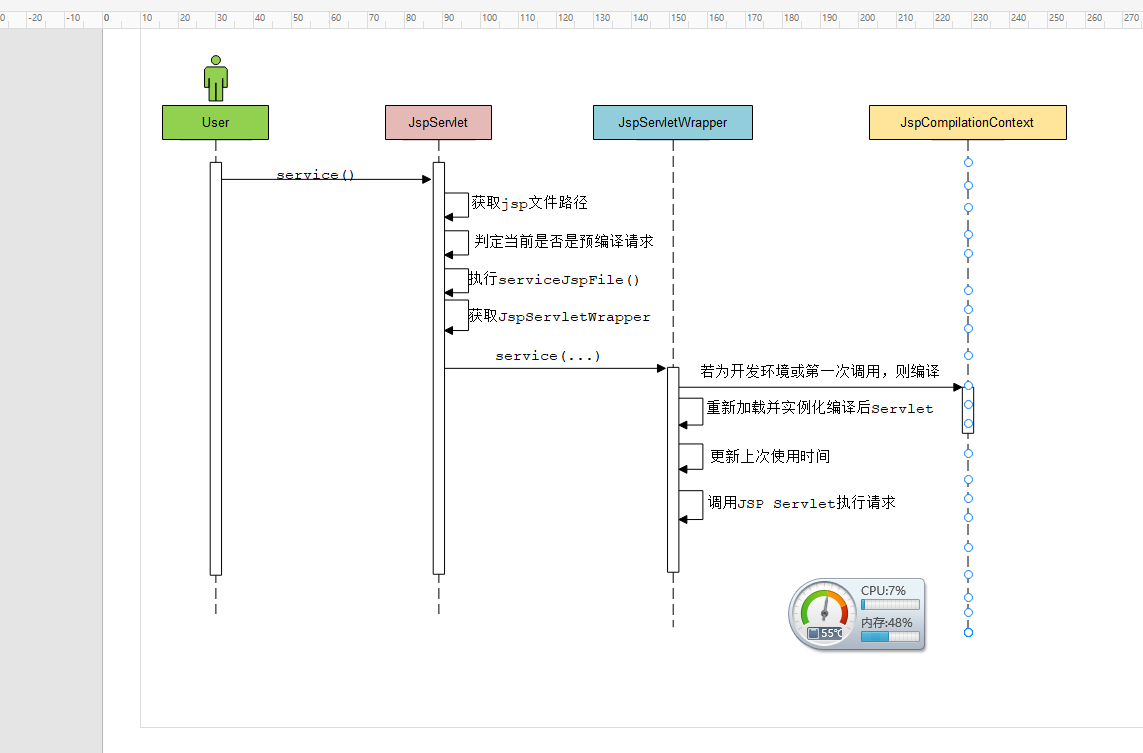 -20 -10 0 0 10 20 30 40 50 60 70 80 90 100 110 120 130 140 150 160 170 180 190 200 210 220 230 240 250 260 270
User
JspServlet
JspServletWrapper
JspCompilationContext
service()
获取jsp文件路径
判定当前是否是预编译请求
执行serviceJspFile()
获取JspServletWrapper
service(...)
若为开发环境或第一次调用，则编译
重新加载并实例化编译后Servlet
更新上次使用时间
调用JSP Servlet执行请求
CPU:7%
内存:48%
55℃